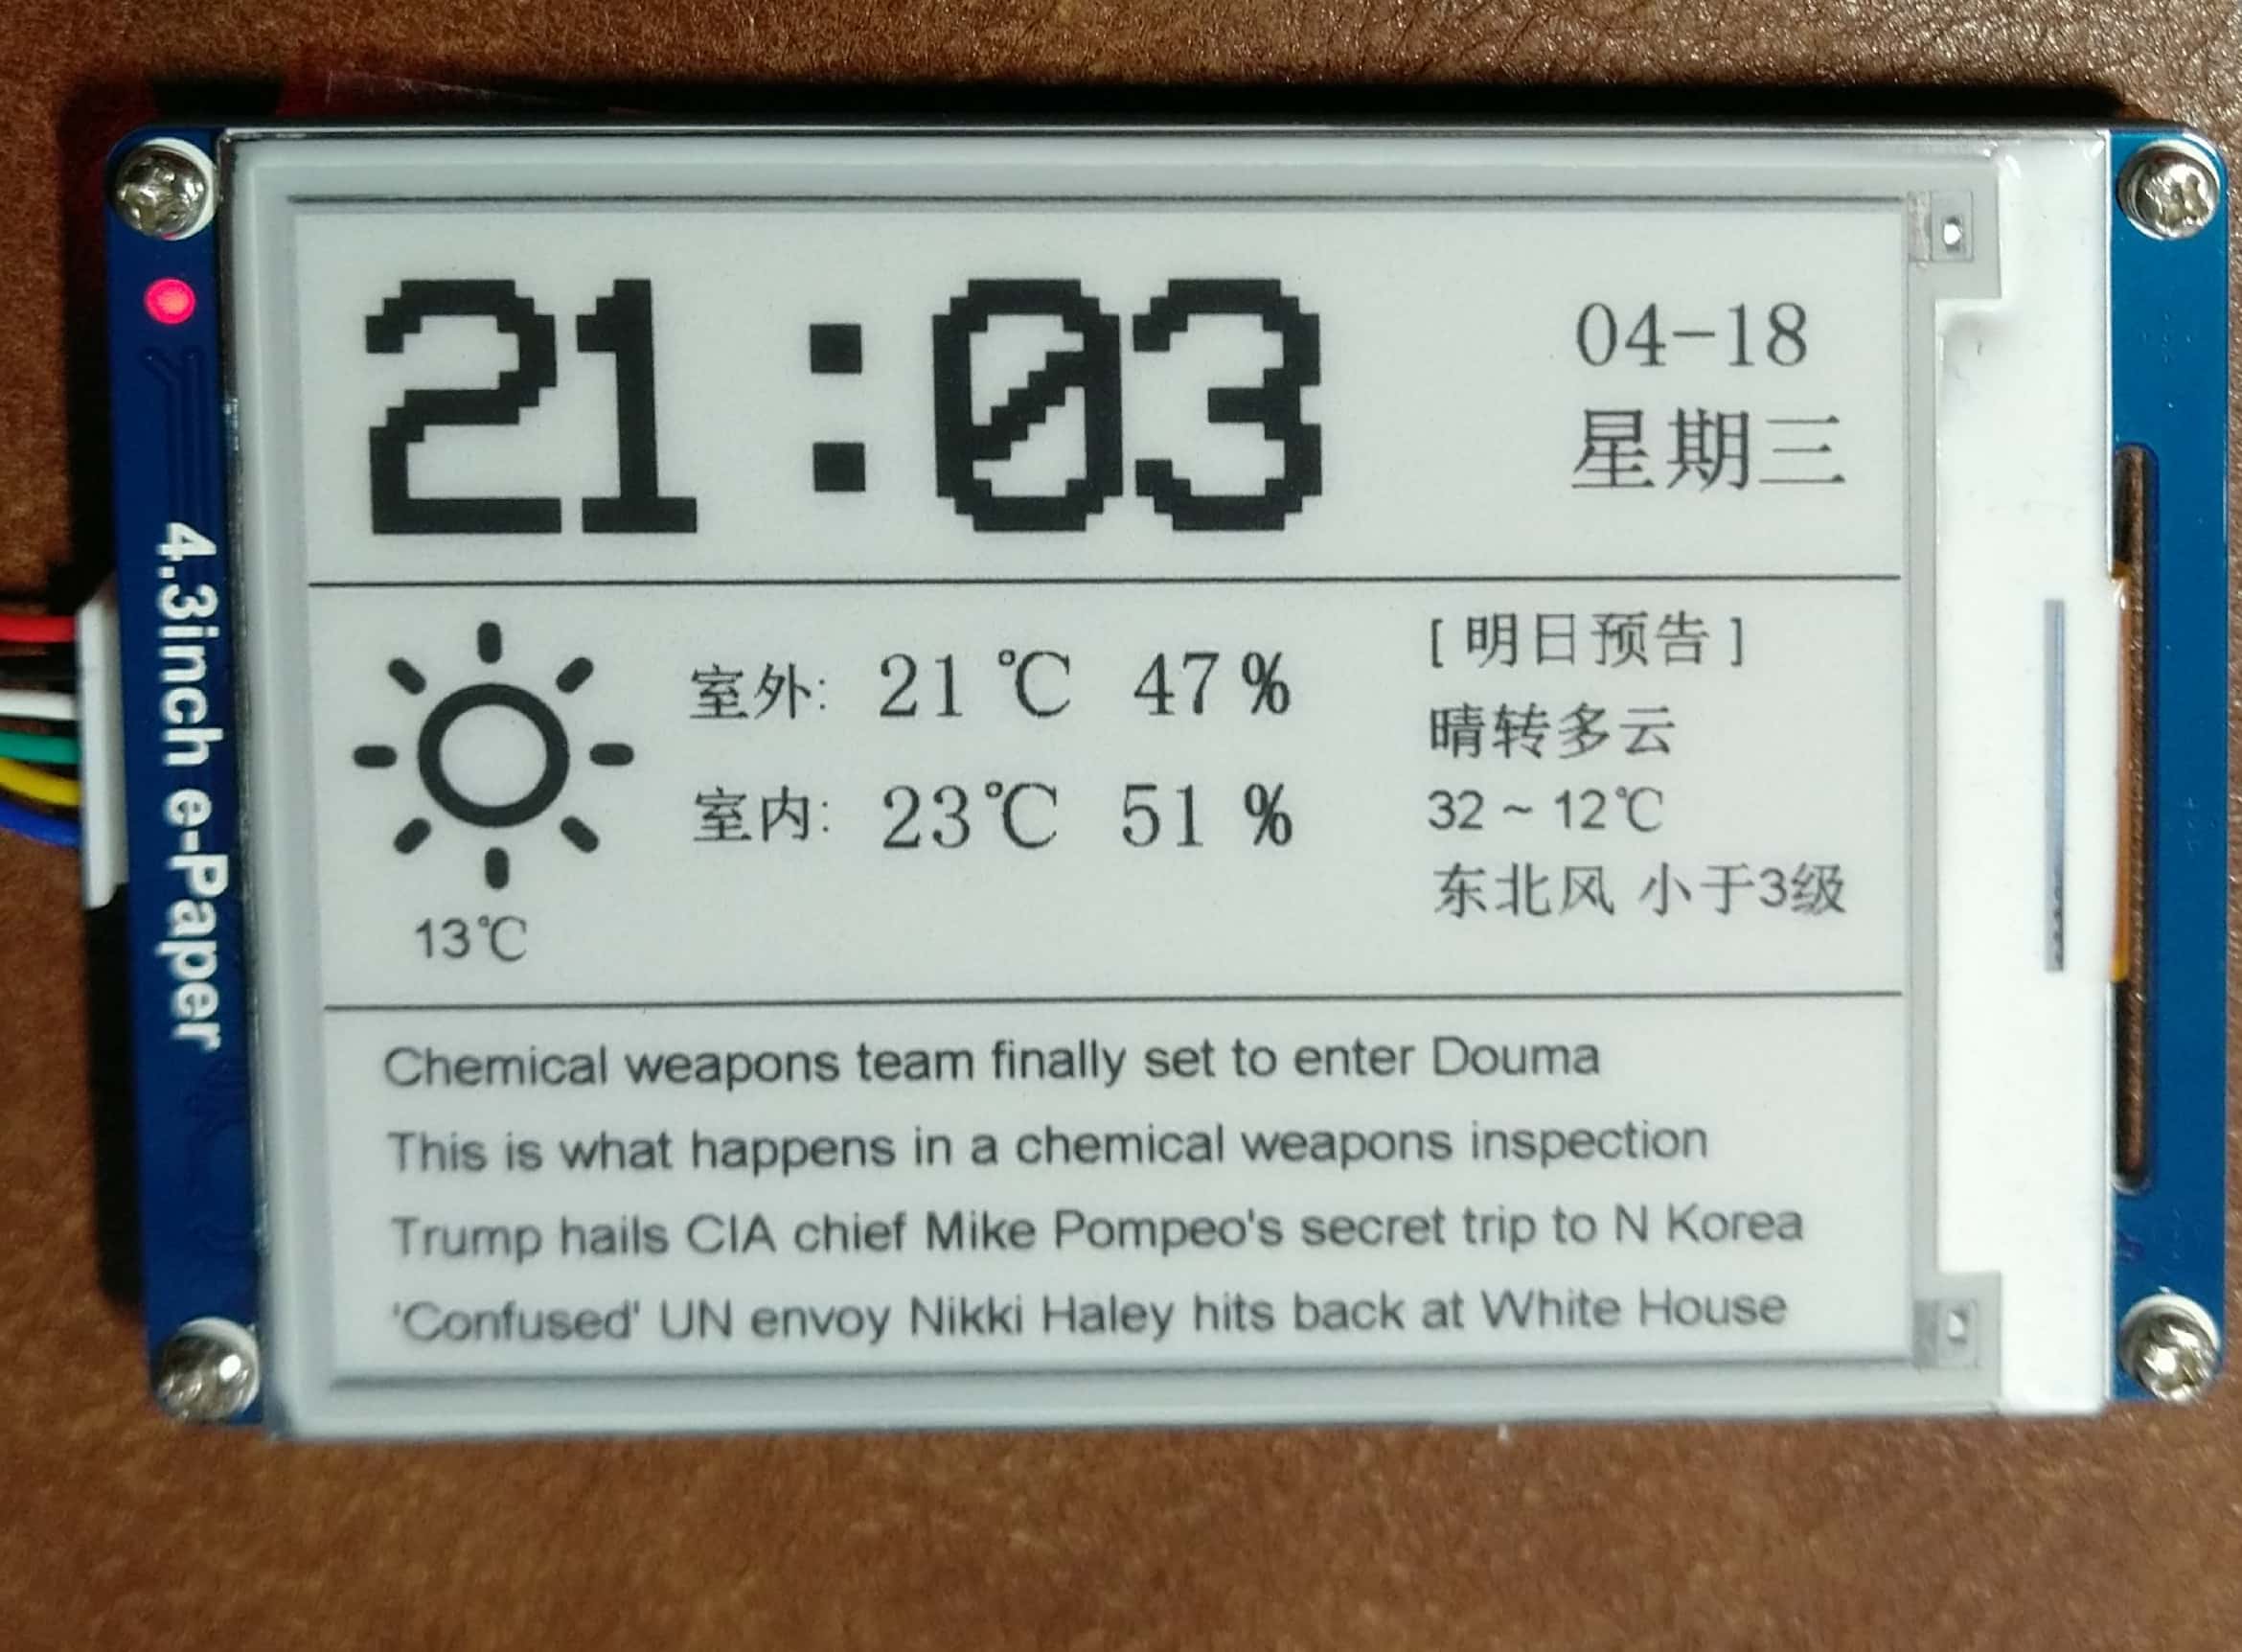 21:03
04-18
星期三
室外: 21℃ 47%
室内: 23℃ 51%
13℃
[明日预告]
晴转多云
32~12℃
东北风 小于3级
Chemical weapons team finally set to enter Douma
This is what happens in a chemical weapons inspection
Trump hails CIA chief Mike Pompeo's secret trip to N Korea
'Confused' UN envoy Nikki Haley hits back at White House
4.3inch e-Paper